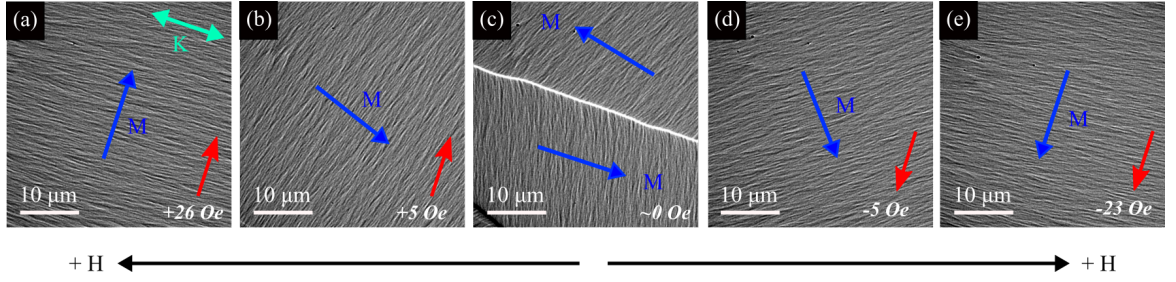 (a)
K
M
10 μm
+26 Oe
(b)
M
10 μm
+5 Oe
(c)
M
M
10 μm
~0 Oe
(d)
M
10 μm
-5 Oe
(e)
M
10 μm
-23 Oe
+ H
+ H